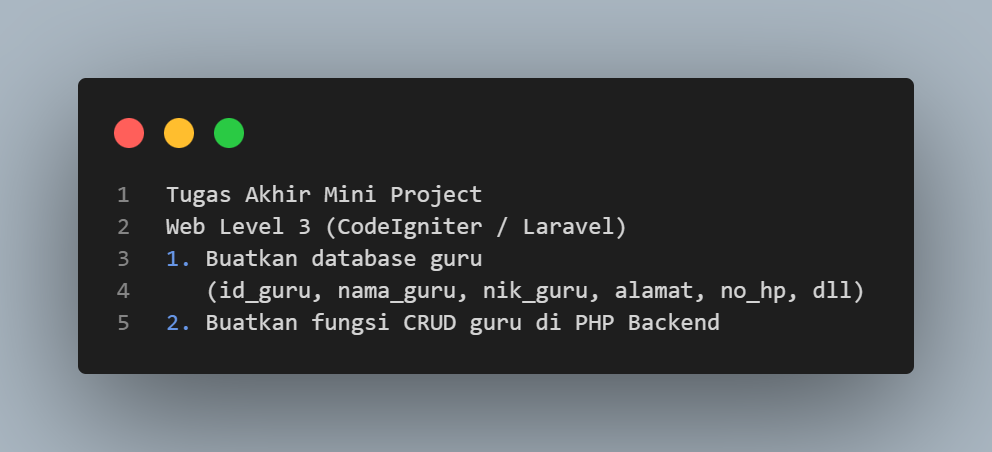 1 Tugas Akhir Mini Project
2 Web Level 3 (CodeIgniter / Laravel)
3 1. Buatkan database guru
4 (id_guru, nama_guru, nik_guru, alamat, no_hp, dll)
5 2. Buatkan fungsi CRUD guru di PHP Backend